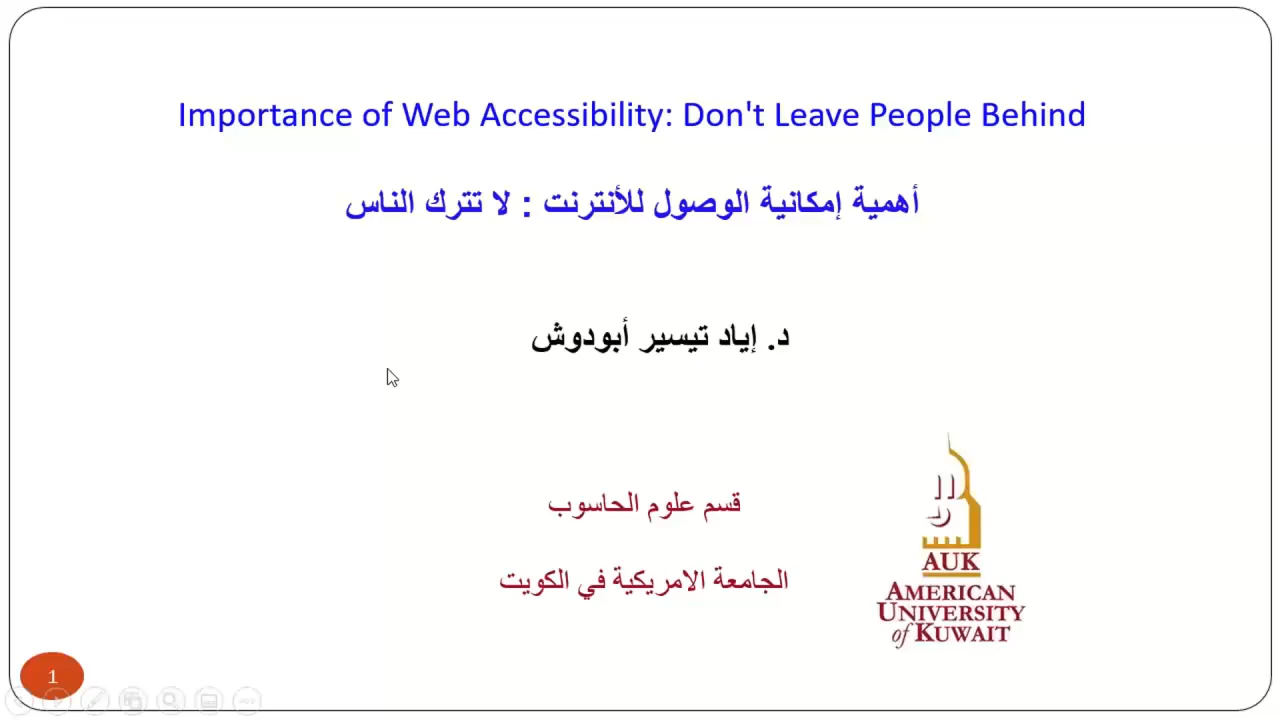 Importance of Web Accessibility: Don't Leave People Behind
أهمية إمكانية الوصول للأنترنت : لا تترك الناس
د. إياد تيسير أبودوش
قسم علوم الحاسوب
الجامعة الامريكية في الكويت
AUK
AMERICAN
UNIVERSITY
of KUWAIT
1